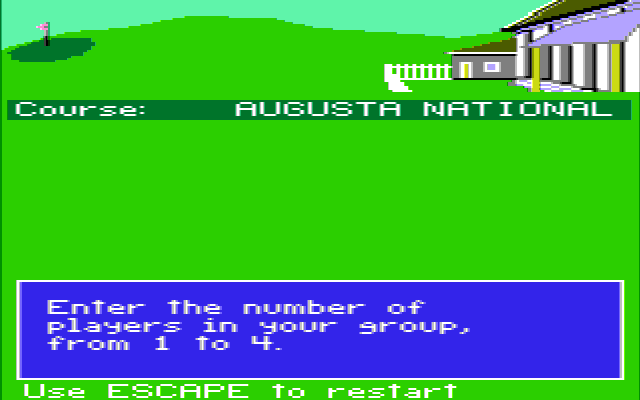 Course: AUGUSTA NATIONAL
Enter the number of
players in your group,
from 1 to 4.
Use ESCAPE to restart